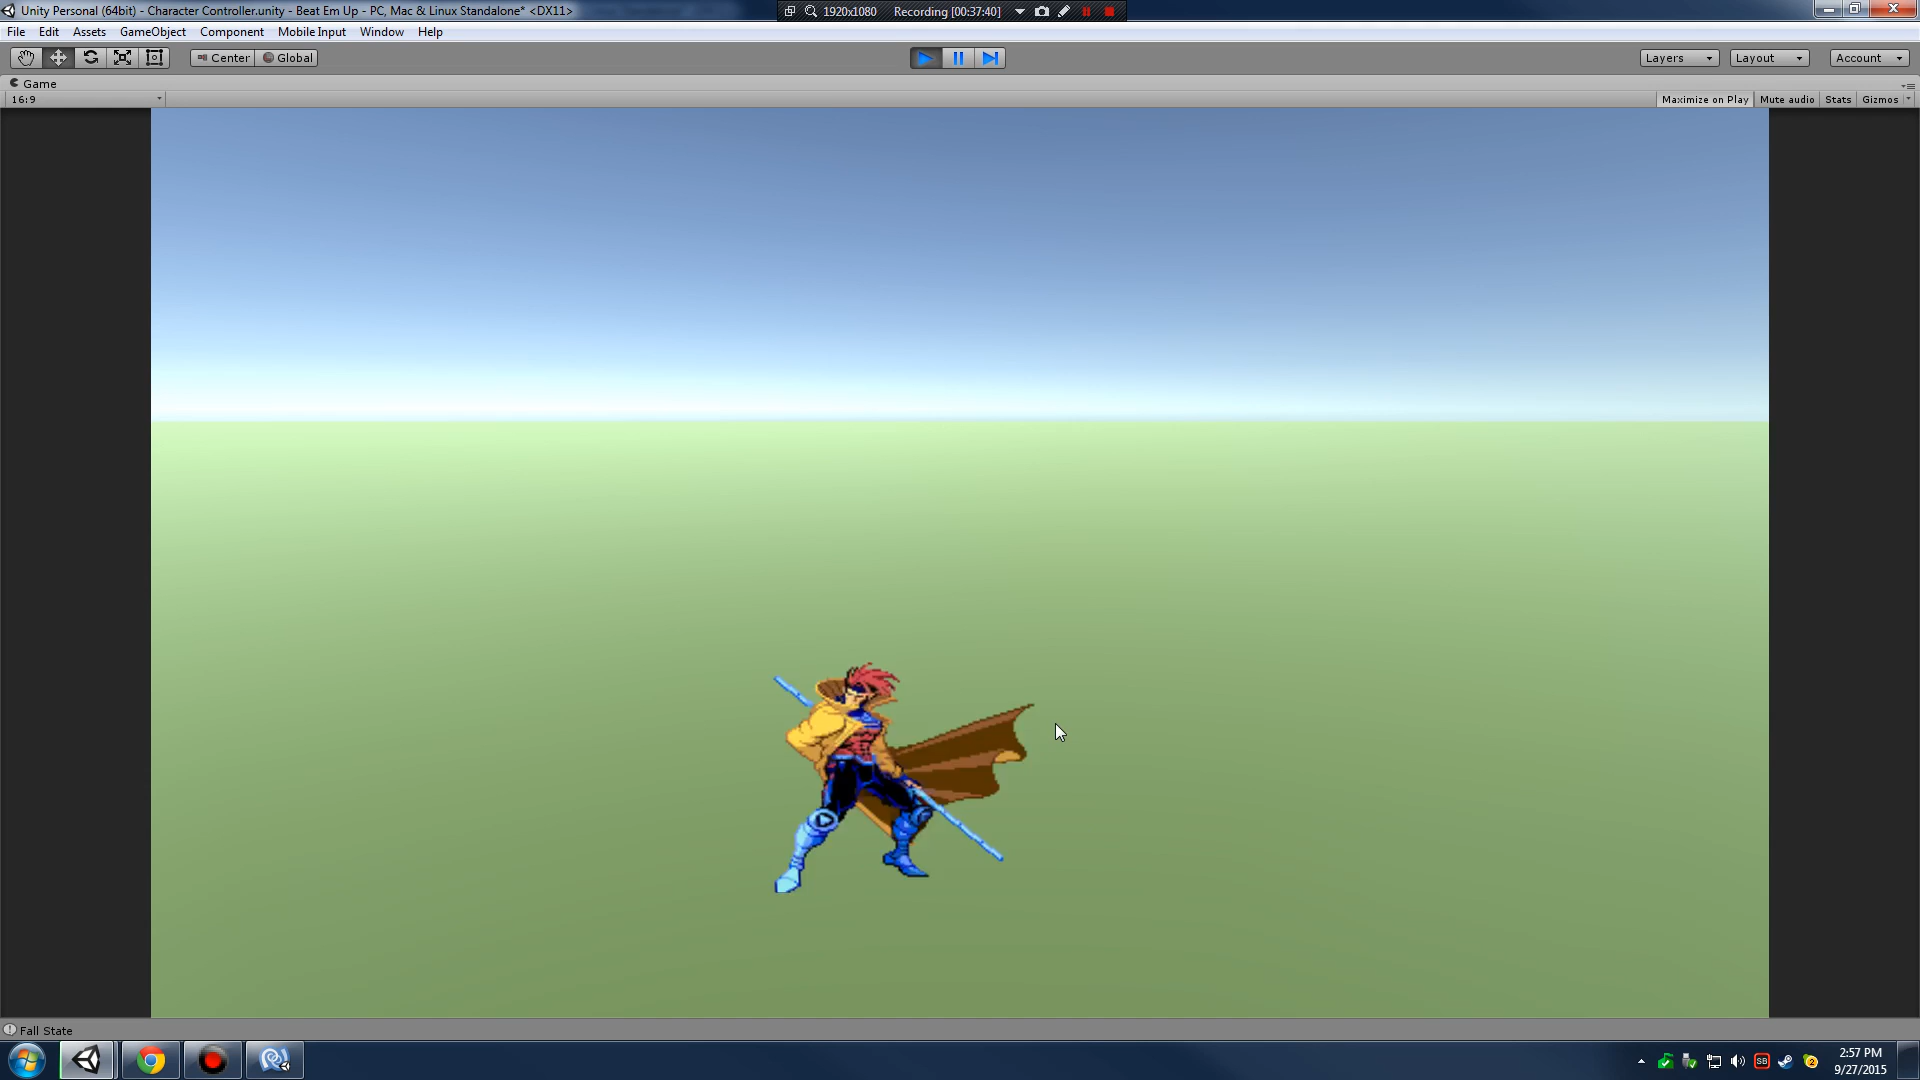 Unity Personal (64bit) - Character Controller.unity - Beat Em Up - PC, Mac & Linux Standalone* <DX11>
1920x1080 Recording [00:37:40]
File Edit Assets GameObject Component Mobile Input Window Help
Center Global Layers Layout Account
Game
16:9 Maximize on Play Mute audio Stats Gizmos
Fall State
SB 2
2:57 PM
9/27/2015